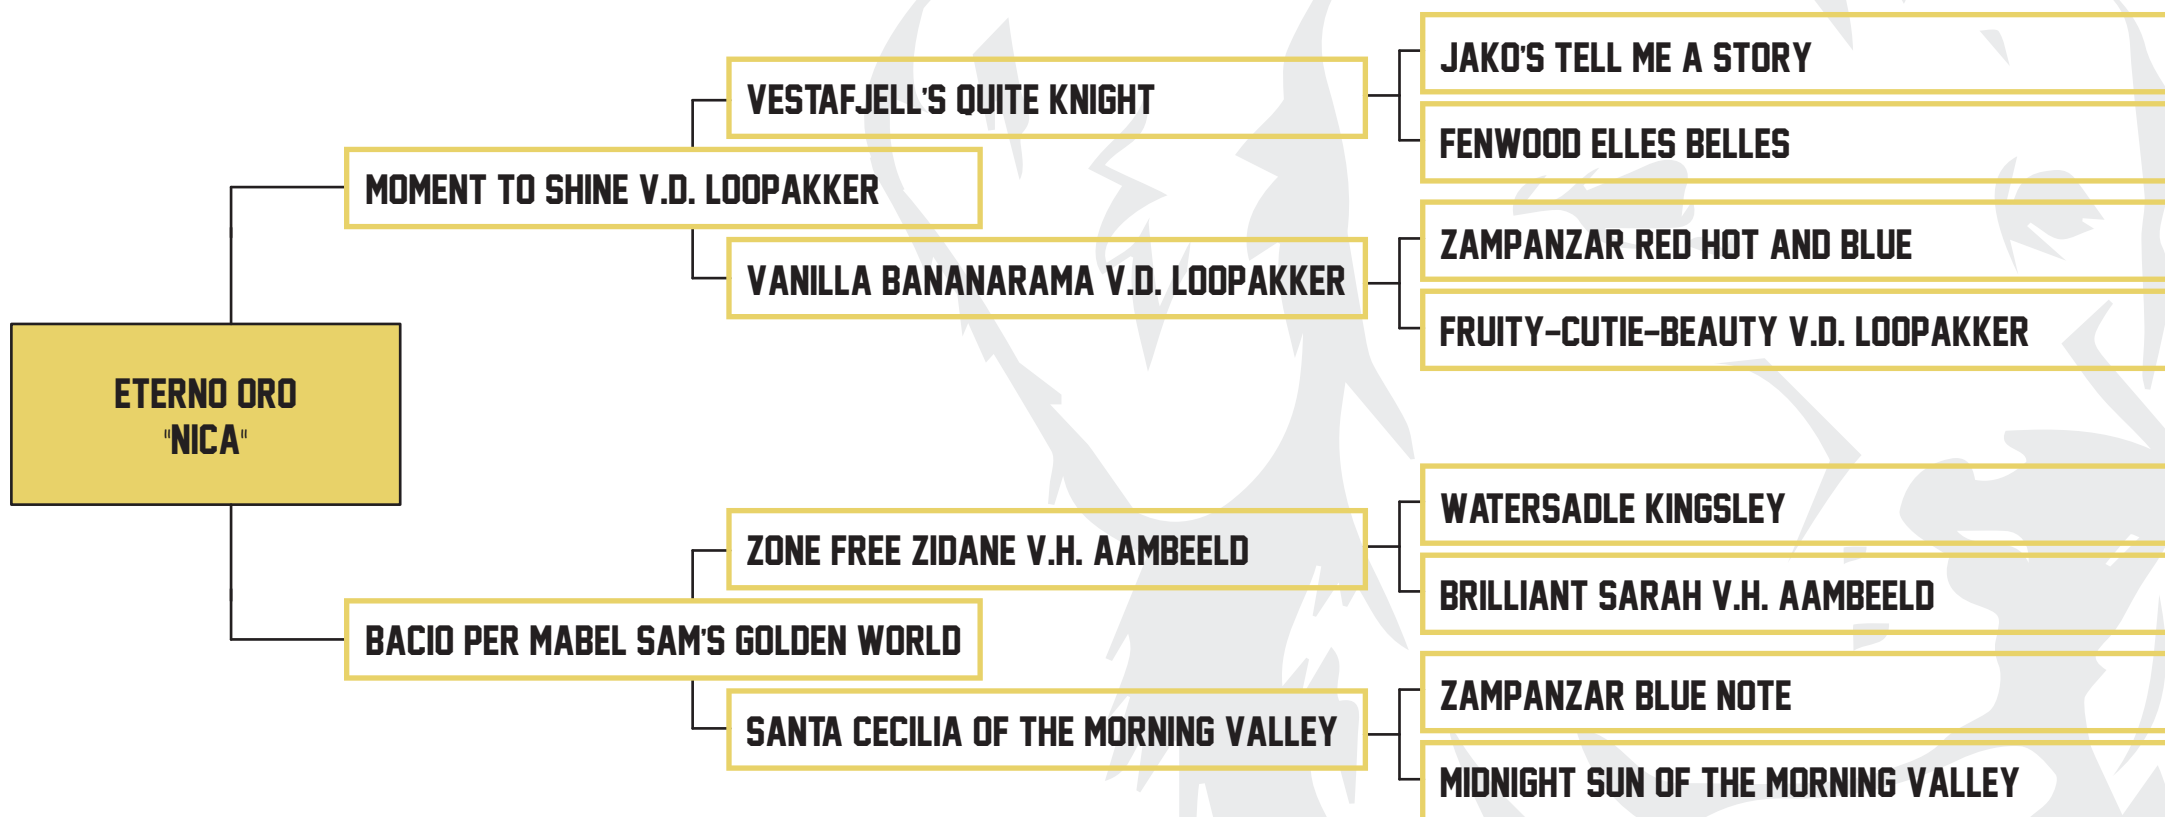 JAKO'S TELL ME A STORY
VESTAFJELL'S QUITE KNIGHT
FENWOOD ELLES BELLES
MOMENT TO SHINE V.D. LOOPAKKER
ZAMPANZAR RED HOT AND BLUE
VANILLA BANANARAMA V.D. LOOPAKKER
FRUITY-CUTIE-BEAUTY V.D. LOOPAKKER
ETERNO ORO
"NICA"
WATERSADLE KINGSLEY
ZONE FREE ZIDANE V.H. AAMBEELD
BRILLIANT SARAH V.H. AAMBEELD
BACIO PER MABEL SAM'S GOLDEN WORLD
ZAMPANZAR BLUE NOTE
SANTA CECILIA OF THE MORNING VALLEY
MIDNIGHT SUN OF THE MORNING VALLEY